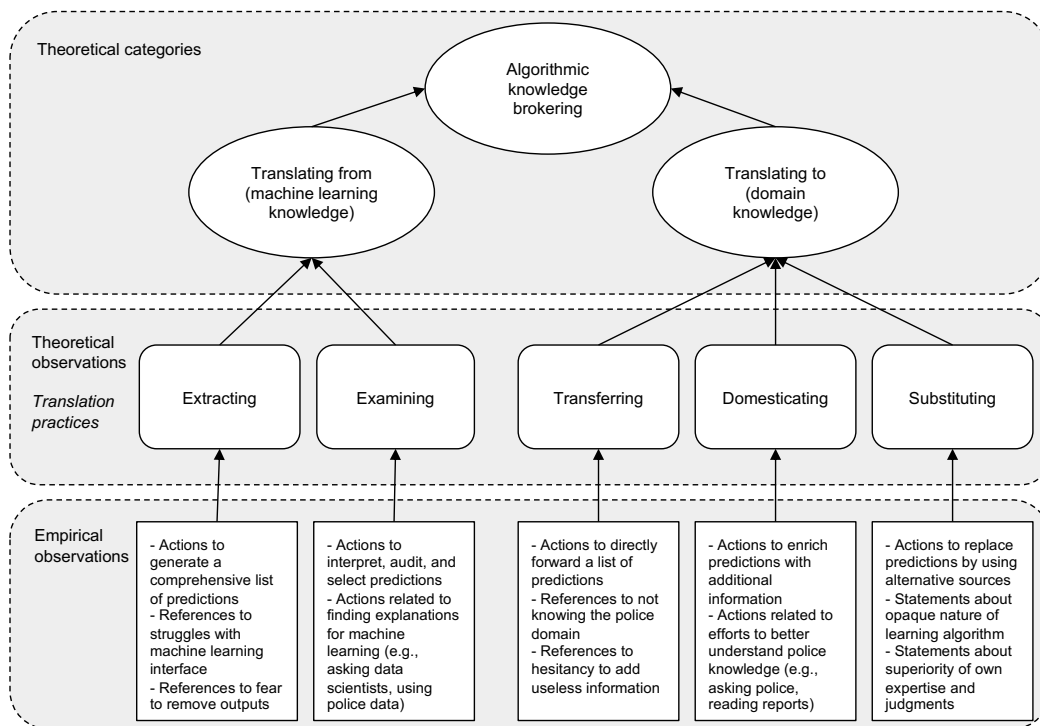 Theoretical categories
Algorithmic
knowledge
brokering
Translating from
(machine learning
knowledge)
Translating to
(domain
knowledge)
Theoretical
observations
Translation
practices
Extracting
Examining
Transferring
Domesticating
Substituting
Empirical
observations
- Actions to
generate a
comprehensive list
of predictions
- References to
struggles with
machine learning
interface
- References to fear
to remove outputs
- Actions to
interpret, audit, and
select predictions
- Actions related to
finding explanations
for machine
learning (e.g.,
asking data
scientists, using
police data)
- Actions to directly
forward a list of
predictions
- References to not
knowing the police
domain
- References to
hesitancy to add
useless information
- Actions to enrich
predictions with
additional
information
- Actions related to
efforts to better
understand police
knowledge (e.g.,
asking police,
reading reports)
- Actions to replace
predictions by using
alternative sources
- Statements about
opaque nature of
learning algorithm
- Statements about
superiority of own
expertise and
judgments